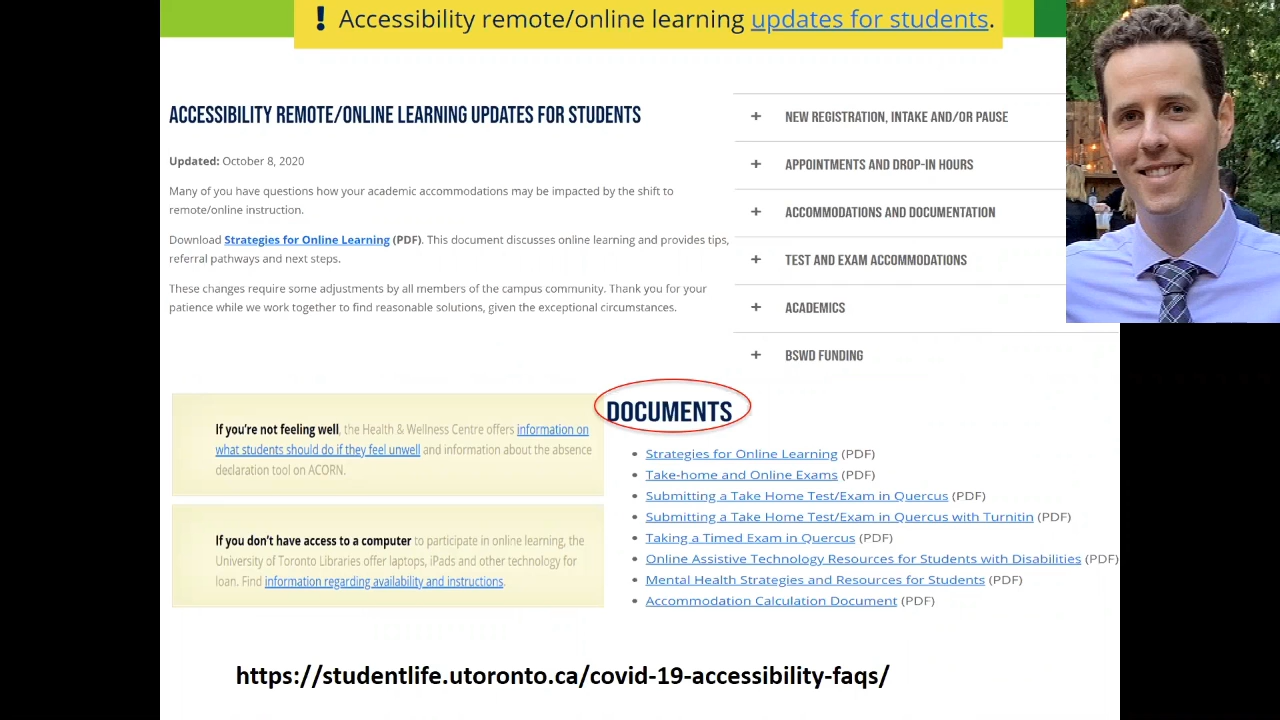 ! Accessibility remote/online learning updates for students.
ACCESSIBILITY REMOTE/ONLINE LEARNING UPDATES FOR STUDENTS
Updated: October 8, 2020
Many of you have questions how your academic accommodations may be impacted by the shift to
remote/online instruction.
Download Strategies for Online Learning (PDF). This document discusses online learning and provides tips,
referral pathways and next steps.
These changes require some adjustments by all members of the campus community. Thank you for your
patience while we work together to find reasonable solutions, given the exceptional circumstances.
+ NEW REGISTRATION, INTAKE AND/OR PAUSE
+ APPOINTMENTS AND DROP-IN HOURS
+ ACCOMMODATIONS AND DOCUMENTATION
+ TEST AND EXAM ACCOMMODATIONS
+ ACADEMICS
+ BSWD FUNDING
If you're not feeling well, the Health & Wellness Centre offers information on
what students should do if they feel unwell and information about the absence
declaration tool on ACORN.
If you don't have access to a computer to participate in online learning, the
University of Toronto Libraries offer laptops, iPads and other technology for
loan. Find information regarding availability and instructions.
DOCUMENTS
• Strategies for Online Learning (PDF)
• Take-home and Online Exams (PDF)
• Submitting a Take Home Test/Exam in Quercus (PDF)
• Submitting a Take Home Test/Exam in Quercus with Turnitin (PDF)
• Taking a Timed Exam in Quercus (PDF)
• Online Assistive Technology Resources for Students with Disabilities (PDF)
• Mental Health Strategies and Resources for Students (PDF)
• Accommodation Calculation Document (PDF)
https://studentlife.utoronto.ca/covid-19-accessibility-faqs/